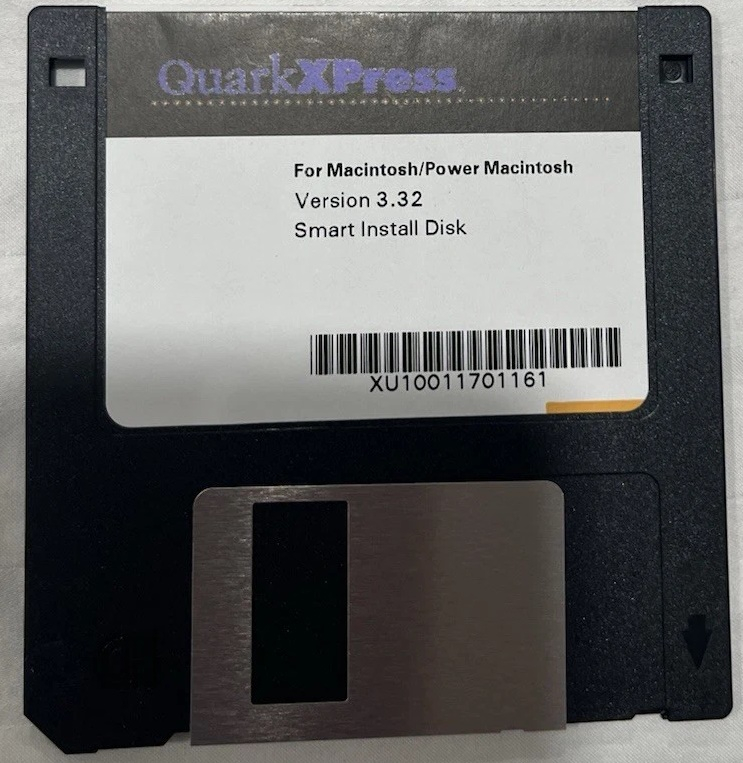 QuarkXPress®
For Macintosh/Power Macintosh
Version 3.32
Smart Install Disk
XU10011701161